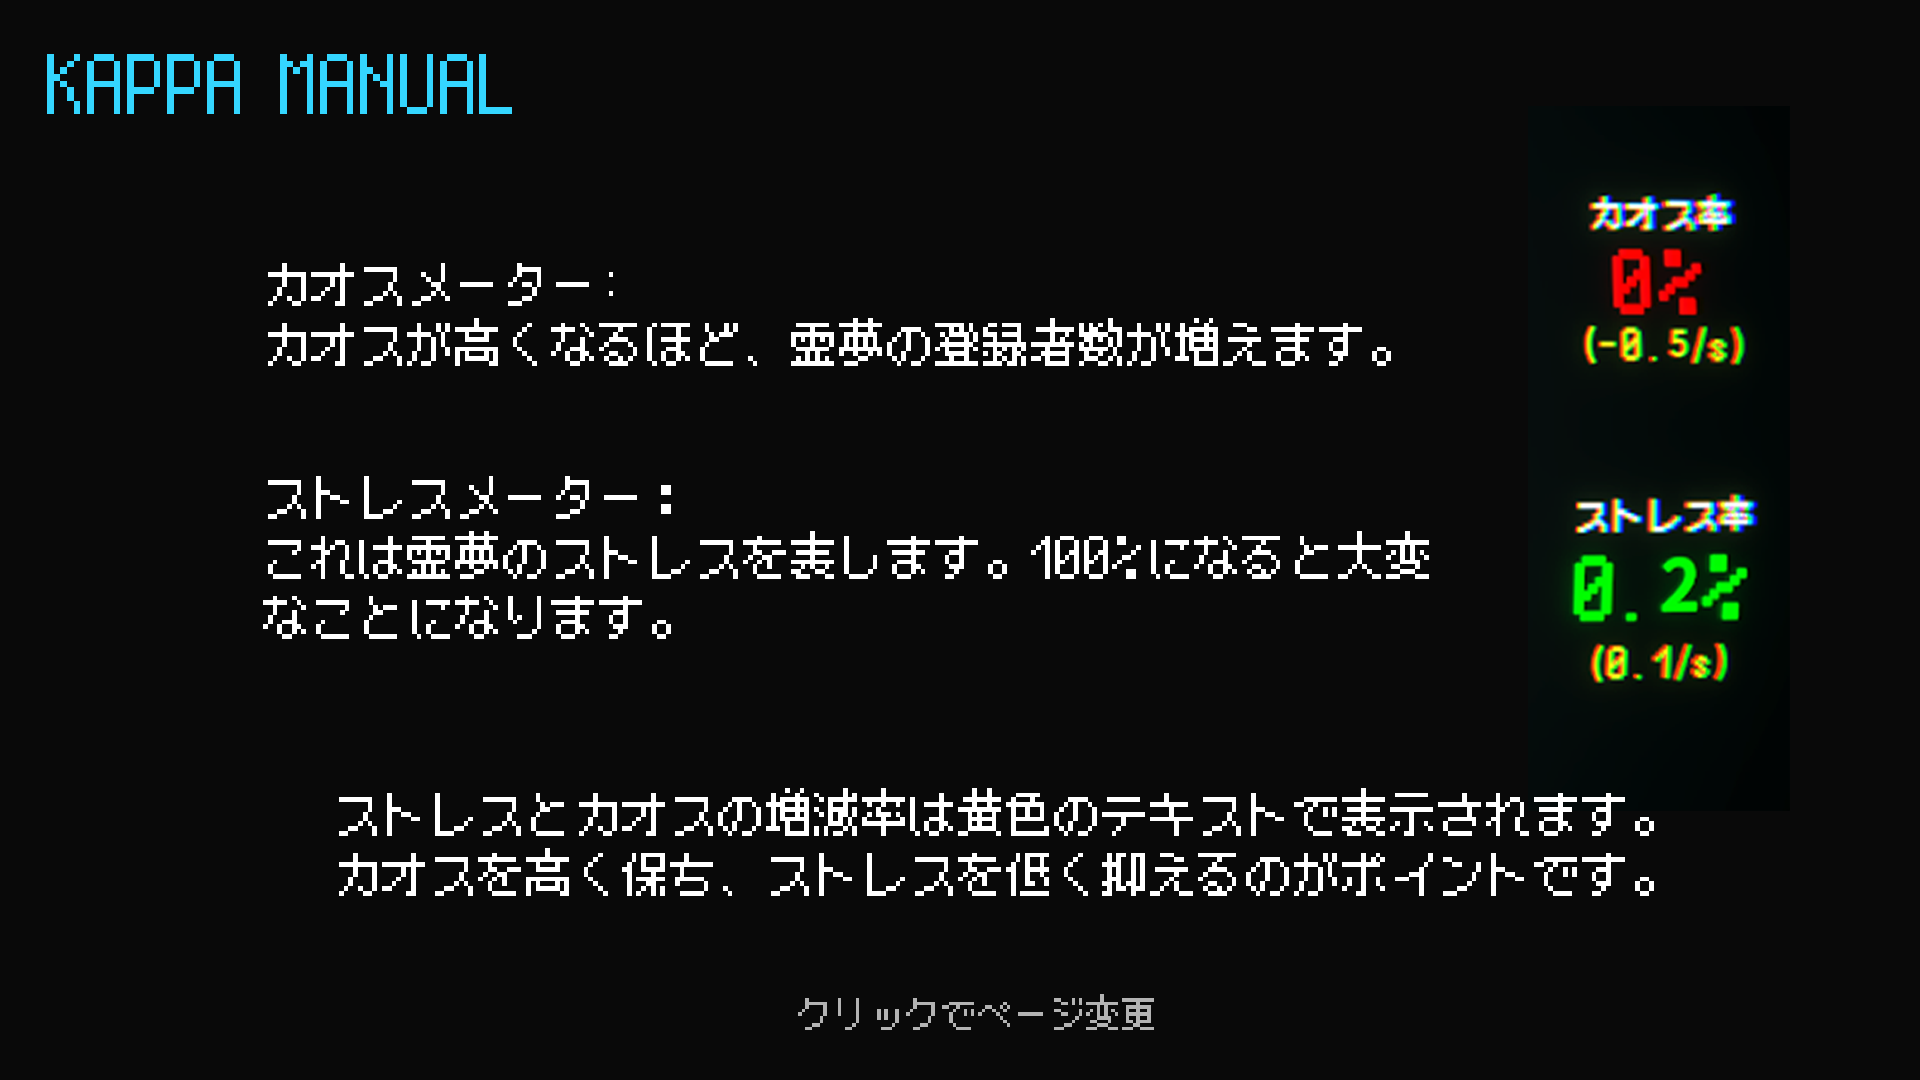 KAPPA MANUAL
カオスメーター:
カオスが高くなるほど、霊夢の登録者数が増えます。
ストレスメーター：
これは霊夢のストレスを表します。100%になると大変
なことになります。
カオス率
0%
(-0.5/s)
ストレス率
0.2%
(0.1/s)
ストレスとカオスの増減率は黄色のテキストで表示されます。
カオスを高く保ち、ストレスを低く抑えるのがポイントです。
クリックでページ変更